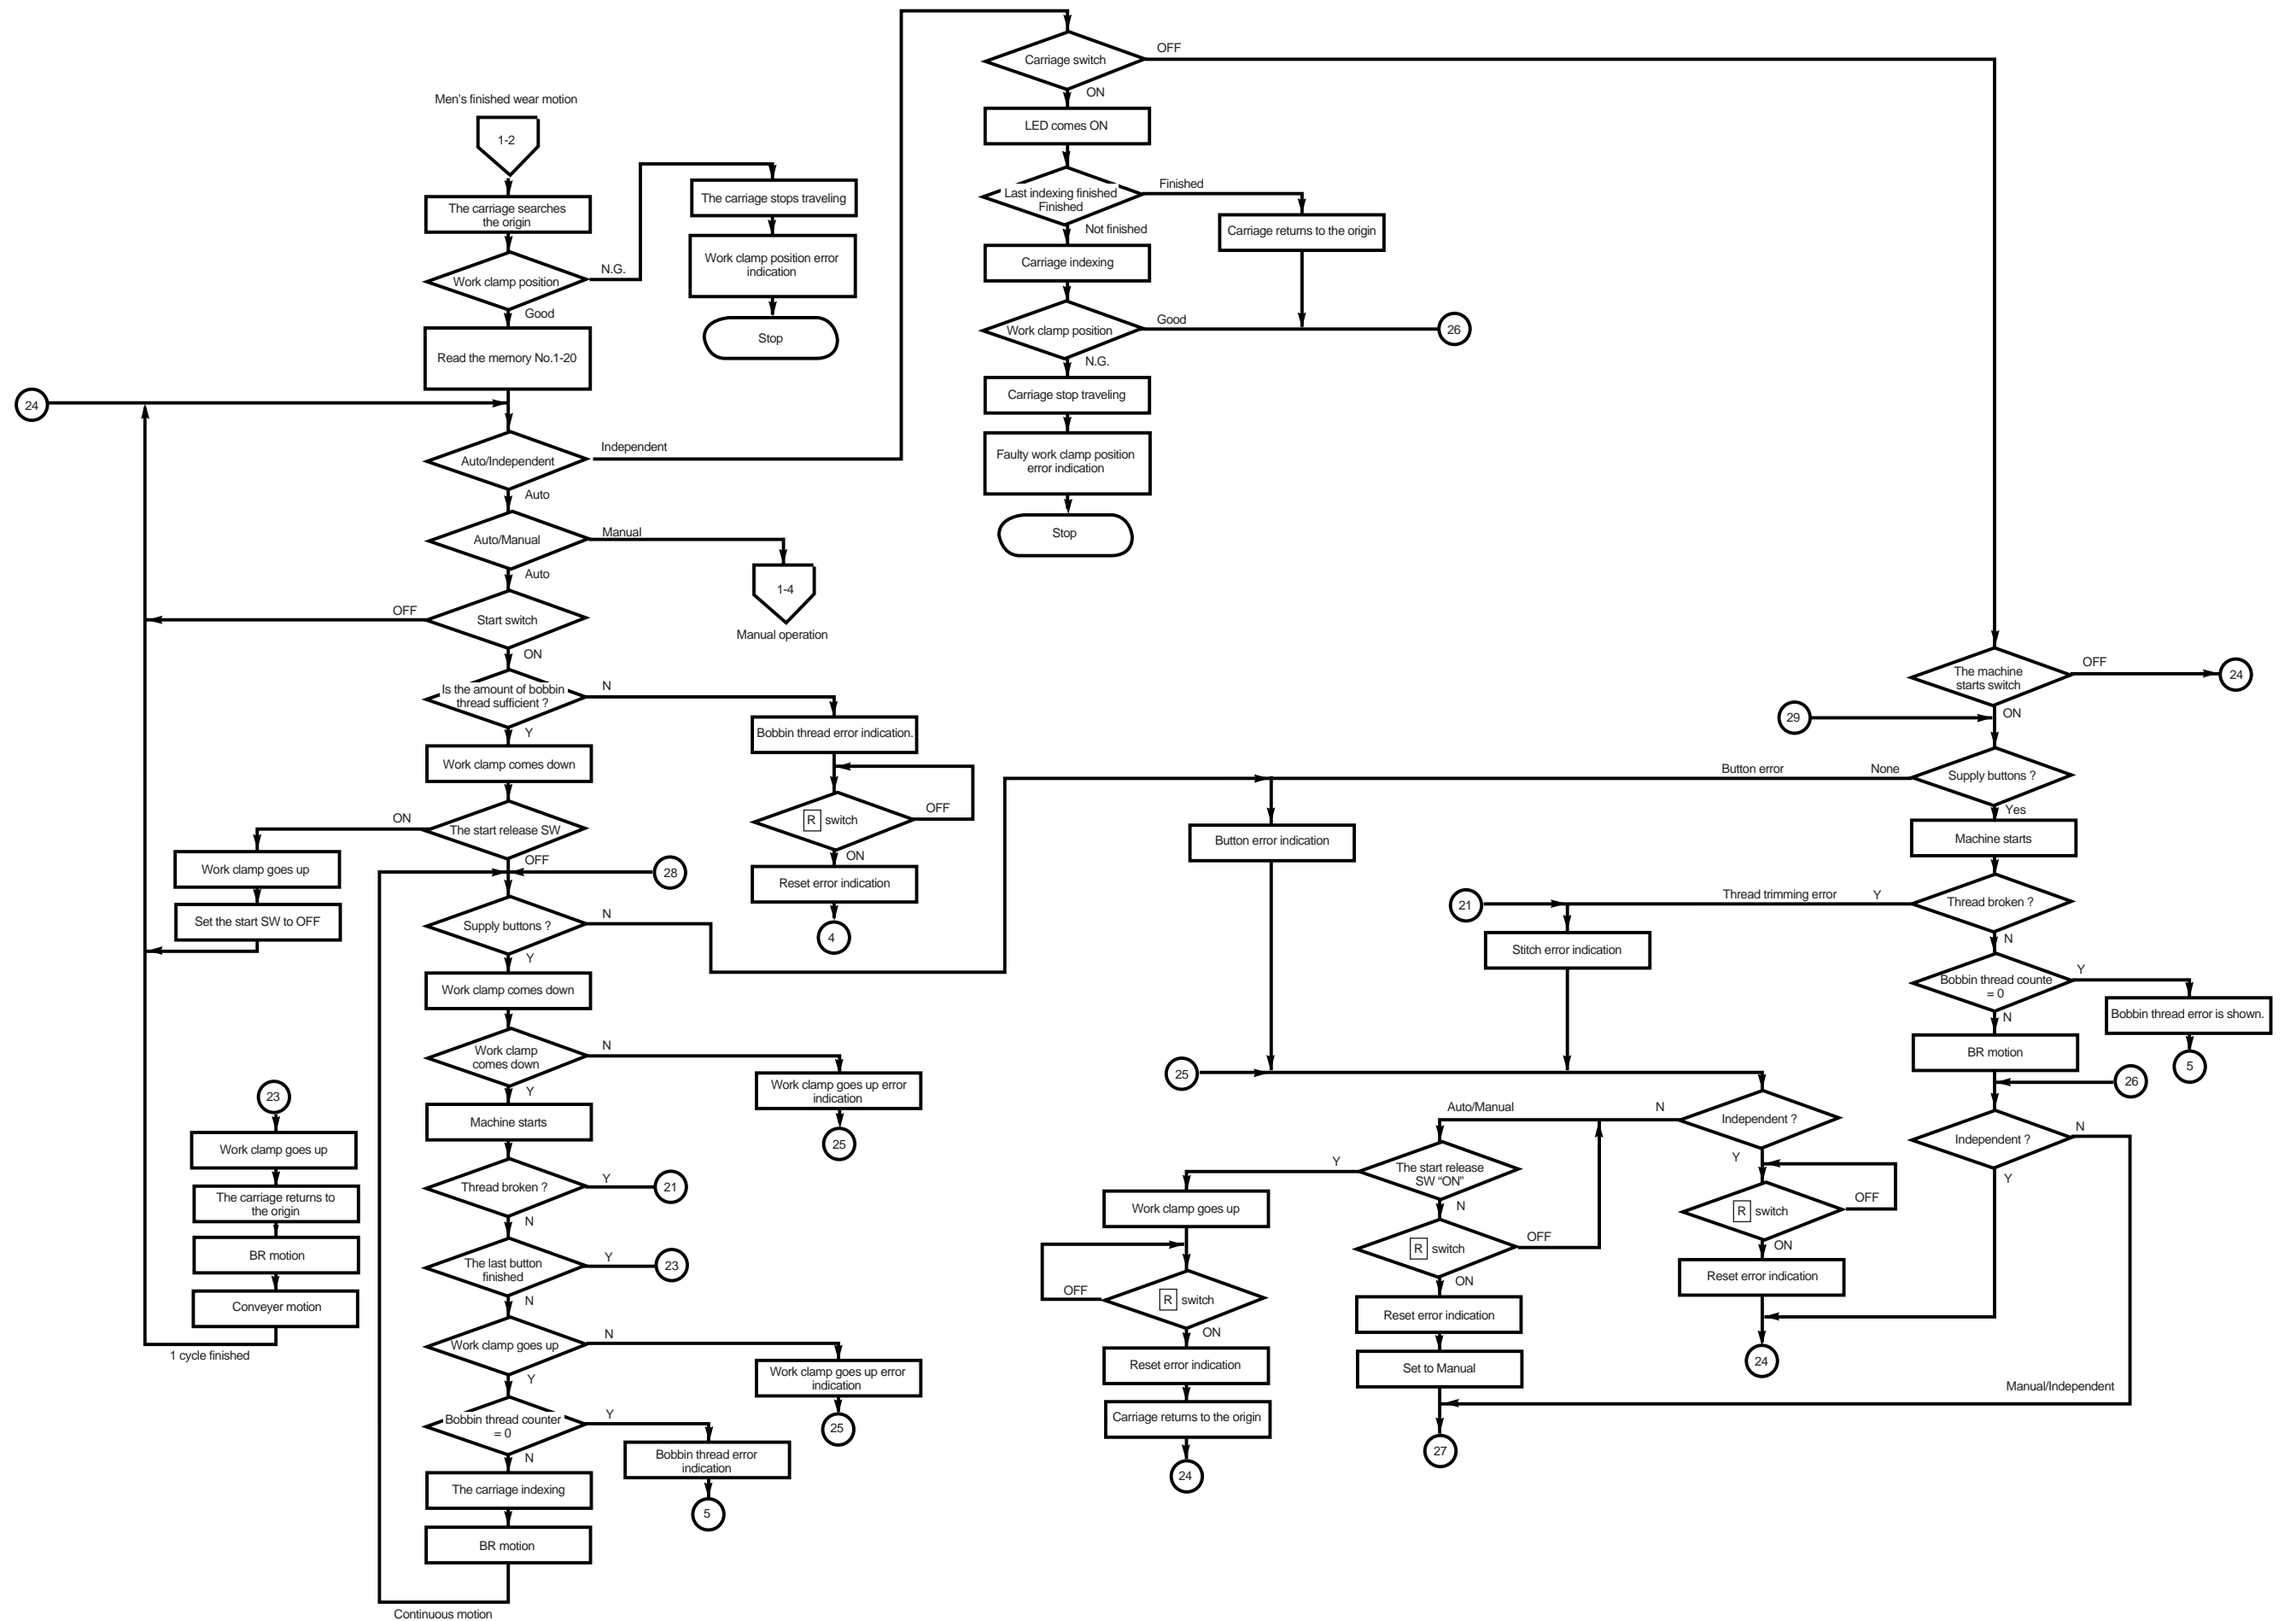 Men's finished wear motion
1-2
The carriage searches
the origin
Work clamp position
N.G.
Good
The carriage stops traveling
Work clamp position error
indication
Stop
Read the memory No.1-20
24
Auto/Independent
Independent
Auto
Auto/Manual
Manual
Auto
1-4
Manual operation
Start switch
OFF
ON
Is the amount of bobbin
thread sufficient ?
N
Y
Bobbin thread error indication.
R switch
OFF
ON
Reset error indication
4
Work clamp comes down
The start release SW
ON
OFF
Work clamp goes up
Set the start SW to OFF
28
Supply buttons ?
N
Y
Work clamp comes down
Work clamp
comes down
N
Y
Work clamp goes up error
indication
25
Machine starts
Thread broken ?
Y
21
N
The last button
finished
Y
23
N
Work clamp goes up
N
Y
Work clamp goes up error
indication
25
Bobbin thread counter
= 0
Y
N
Bobbin thread error
indication
5
The carriage indexing
BR motion
Continuous motion
23
Work clamp goes up
The carriage returns to
the origin
BR motion
Conveyer motion
1 cycle finished
Carriage switch
OFF
ON
LED comes ON
Last indexing finished
Finished
Finished
Not finished
Carriage returns to the origin
Carriage indexing
Work clamp position
Good
26
N.G.
Carriage stop traveling
Faulty work clamp position
error indication
Stop
The machine
starts switch
OFF
24
ON
29
Supply buttons ?
None
Button error
Yes
Button error indication
Machine starts
Thread broken ?
Y
Thread trimming error
21
N
Stitch error indication
Bobbin thread counte
= 0
Y
N
Bobbin thread error is shown.
5
BR motion
26
Independent ?
N
Y
Manual/Independent
25
Independent ?
N
Auto/Manual
Y
R switch
OFF
ON
Reset error indication
24
The start release
SW “ON”
Y
N
R switch
OFF
ON
Reset error indication
Set to Manual
27
Work clamp goes up
R switch
OFF
ON
Reset error indication
Carriage returns to the origin
24